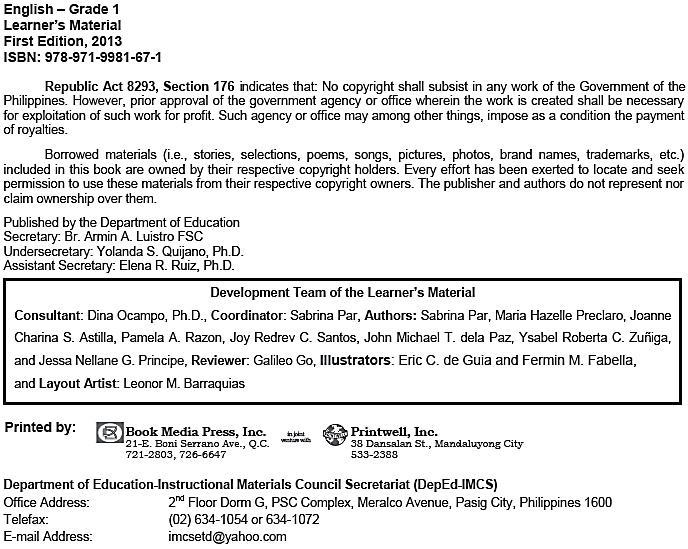 English – Grade 1
Learner's Material
First Edition, 2013
ISBN: 978-971-9981-67-1
Republic Act 8293, Section 176 indicates that: No copyright shall subsist in any work of the Government of the
Philippines. However, prior approval of the government agency or office wherein the work is created shall be necessary
for exploitation of such work for profit. Such agency or office may among other things, impose as a condition the payment
of royalties.
Borrowed materials (i.e., stories, selections, poems, songs, pictures, photos, brand names, trademarks, etc.)
included in this book are owned by their respective copyright holders. Every effort has been exerted to locate and seek
permission to use these materials from their respective copyright owners. The publisher and authors do not represent nor
claim ownership over them.
Published by the Department of Education
Secretary: Br. Armin A. Luistro FSC
Undersecretary: Yolanda S. Quijano, Ph.D.
Assistant Secretary: Elena R. Ruiz, Ph.D.
Development Team of the Learner's Material
Consultant: Dina Ocampo, Ph.D., Coordinator: Sabrina Par, Authors: Sabrina Par, Maria Hazelle Preclaro, Joanne
Charina S. Astilla, Pamela A. Razon, Joy Redrev C. Santos, John Michael T. dela Paz, Ysabel Roberta C. Zuñiga,
and Jessa Nellane G. Principe, Reviewer: Galileo Go, Illustrators: Eric C. de Guia and Fermin M. Fabella,
and Layout Artist: Leonor M. Barraquias
Printed by: Book Media Press, Inc. in joint venture with Printwell, Inc.
21-E. Boni Serrano Ave., Q.C. 38 Dansalan St., Mandaluyong City
721-2803, 726-6647 533-2388
Department of Education-Instructional Materials Council Secretariat (DepEd-IMCS)
Office Address: 2nd Floor Dorm G, PSC Complex, Meralco Avenue, Pasig City, Philippines 1600
Telefax: (02) 634-1054 or 634-1072
E-mail Address: imcsetd@yahoo.com